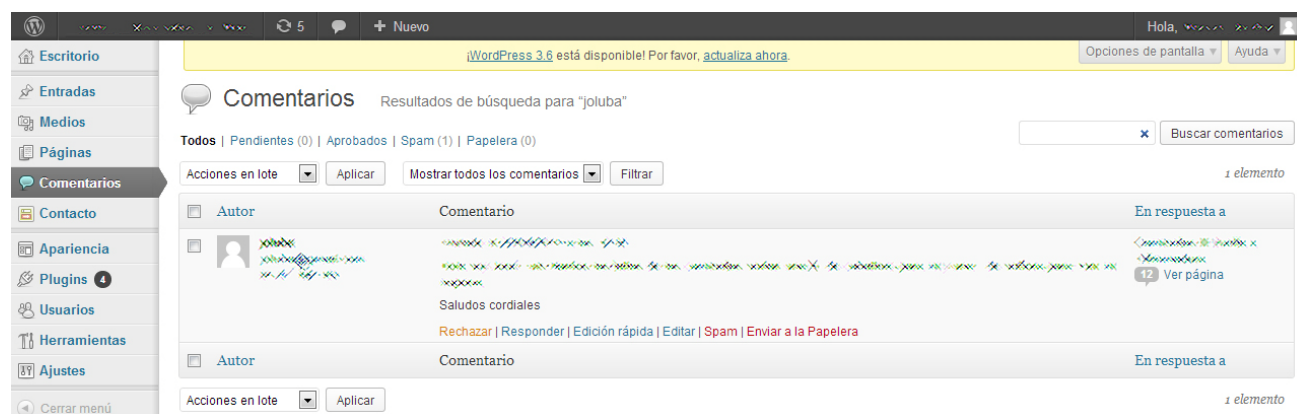 5 + Nuevo Hola,
Escritorio
¡WordPress 3.6 está disponible! Por favor, actualiza ahora.
Opciones de pantalla Ayuda
Entradas
Medios
Páginas
Comentarios
Contacto
Apariencia
Plugins 4
Usuarios
Herramientas
Ajustes
Cerrar menú
Comentarios Resultados de búsqueda para “joluba”
Todos | Pendientes (0) | Aprobados | Spam (1) | Papelera (0)
× Buscar comentarios
Acciones en lote Aplicar Mostrar todos los comentarios Filtrar 1 elemento
Autor Comentario En respuesta a
12 Ver página
Saludos cordiales
Rechazar | Responder | Edición rápida | Editar | Spam | Enviar a la Papelera
Autor Comentario En respuesta a
Acciones en lote Aplicar 1 elemento